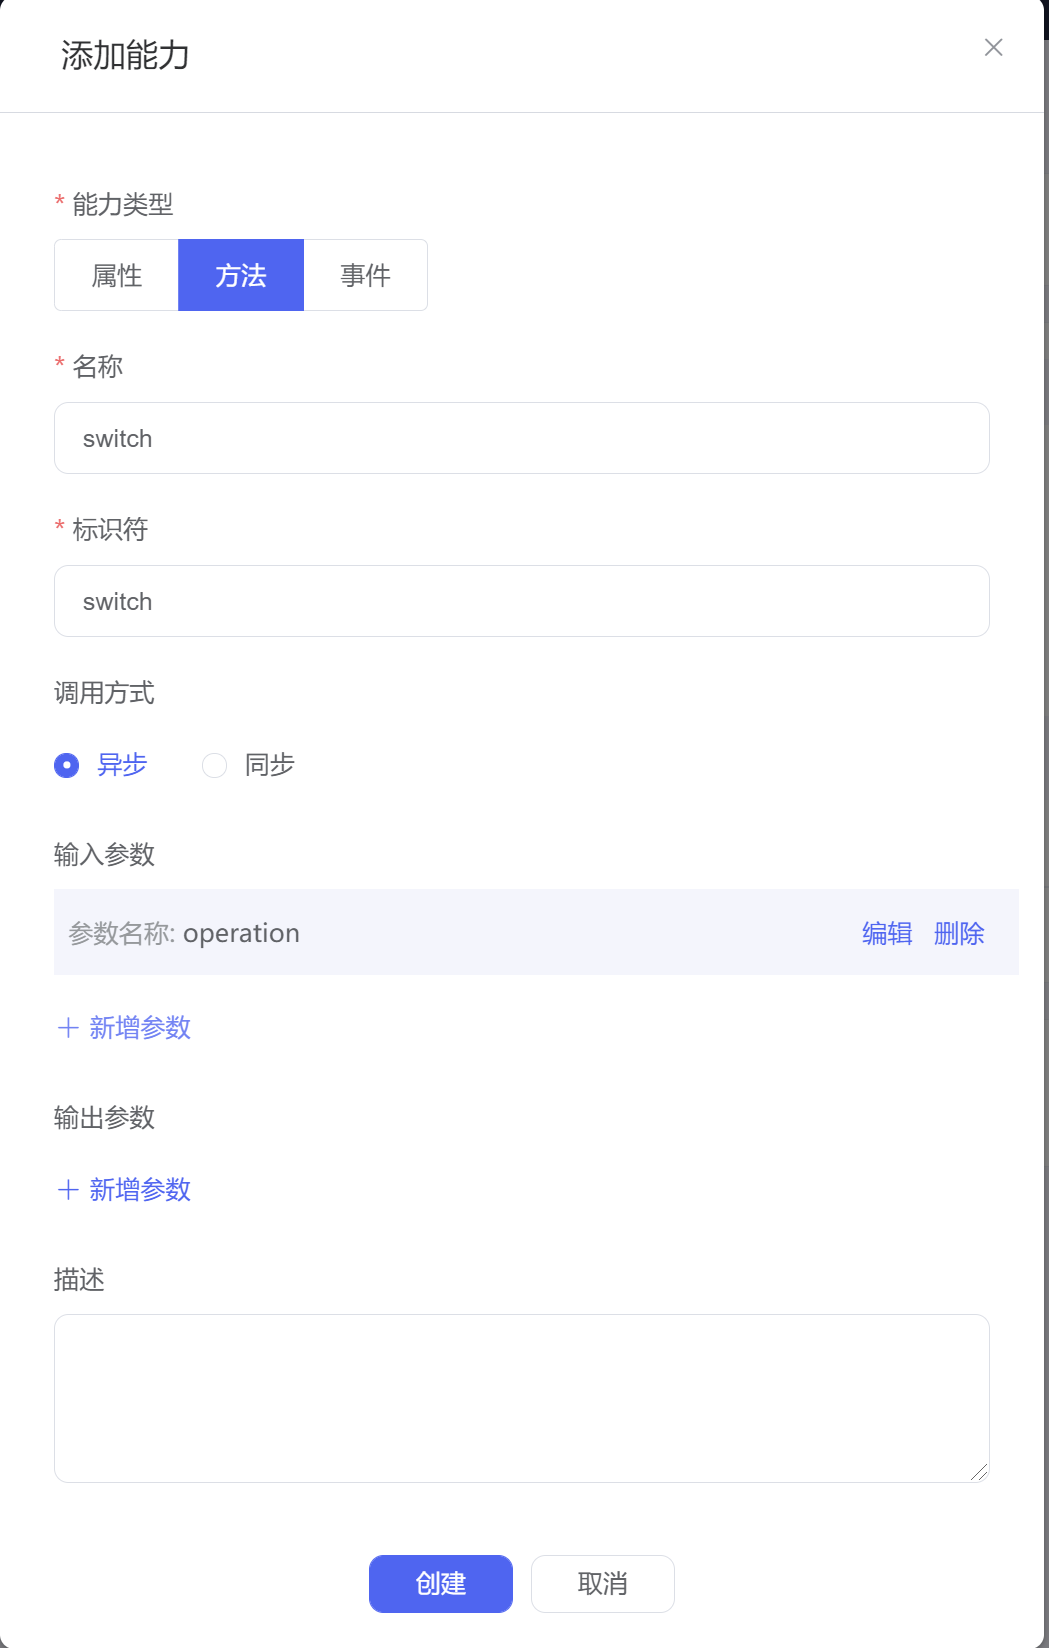 添加能力
* 能力类型
属性 方法 事件
* 名称
switch
* 标识符
switch
调用方式
异步 同步
输入参数
参数名称: operation 编辑 删除
+ 新增参数
输出参数
+ 新增参数
描述
创建 取消